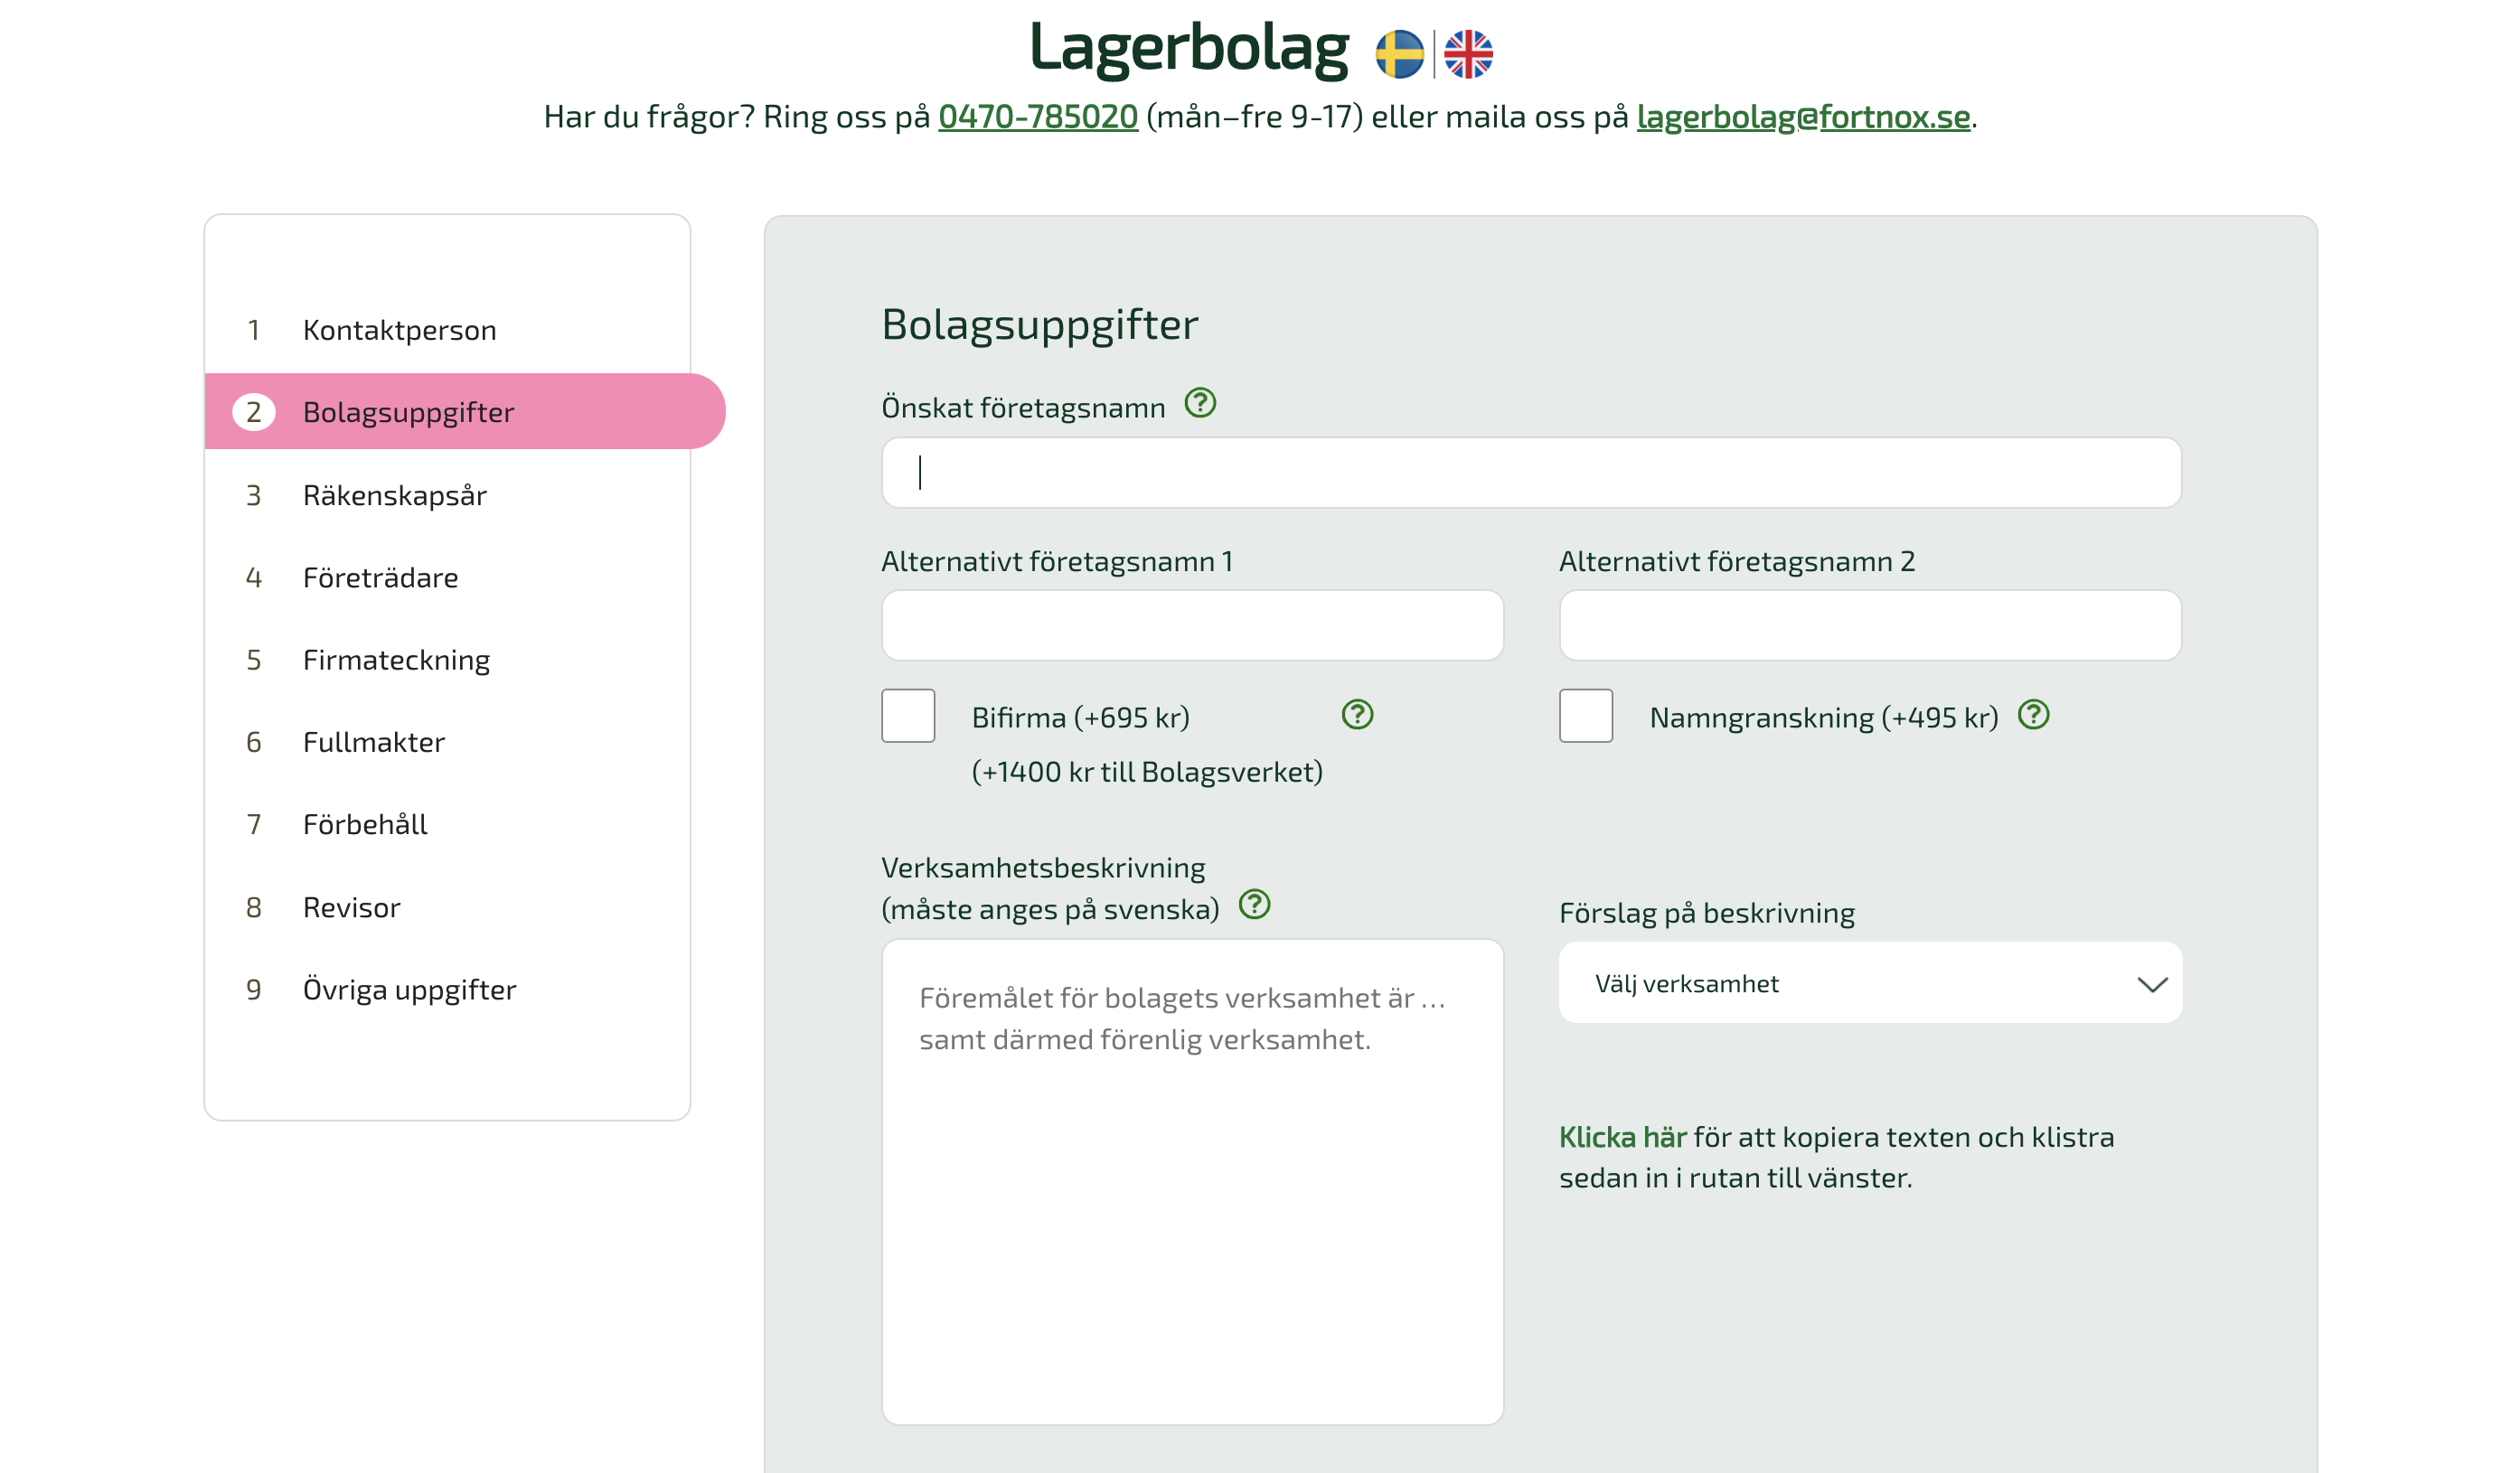 Lagerbolag
Har du frågor? Ring oss på 0470-785020 (mån–fre 9-17) eller maila oss på lagerbolag@fortnox.se.
1 Kontaktperson
2 Bolagsuppgifter
3 Räkenskapsår
4 Företrädare
5 Firmateckning
6 Fullmakter
7 Förbehåll
8 Revisor
9 Övriga uppgifter
Bolagsuppgifter
Önskat företagsnamn ?
Alternativt företagsnamn 1
Alternativt företagsnamn 2
Bifirma (+695 kr) ?
(+1400 kr till Bolagsverket)
Namngranskning (+495 kr) ?
Verksamhetsbeskrivning
(måste anges på svenska) ?
Föremålet för bolagets verksamhet är ...
samt därmed förenlig verksamhet.
Förslag på beskrivning
Välj verksamhet
Klicka här för att kopiera texten och klistra
sedan in i rutan till vänster.